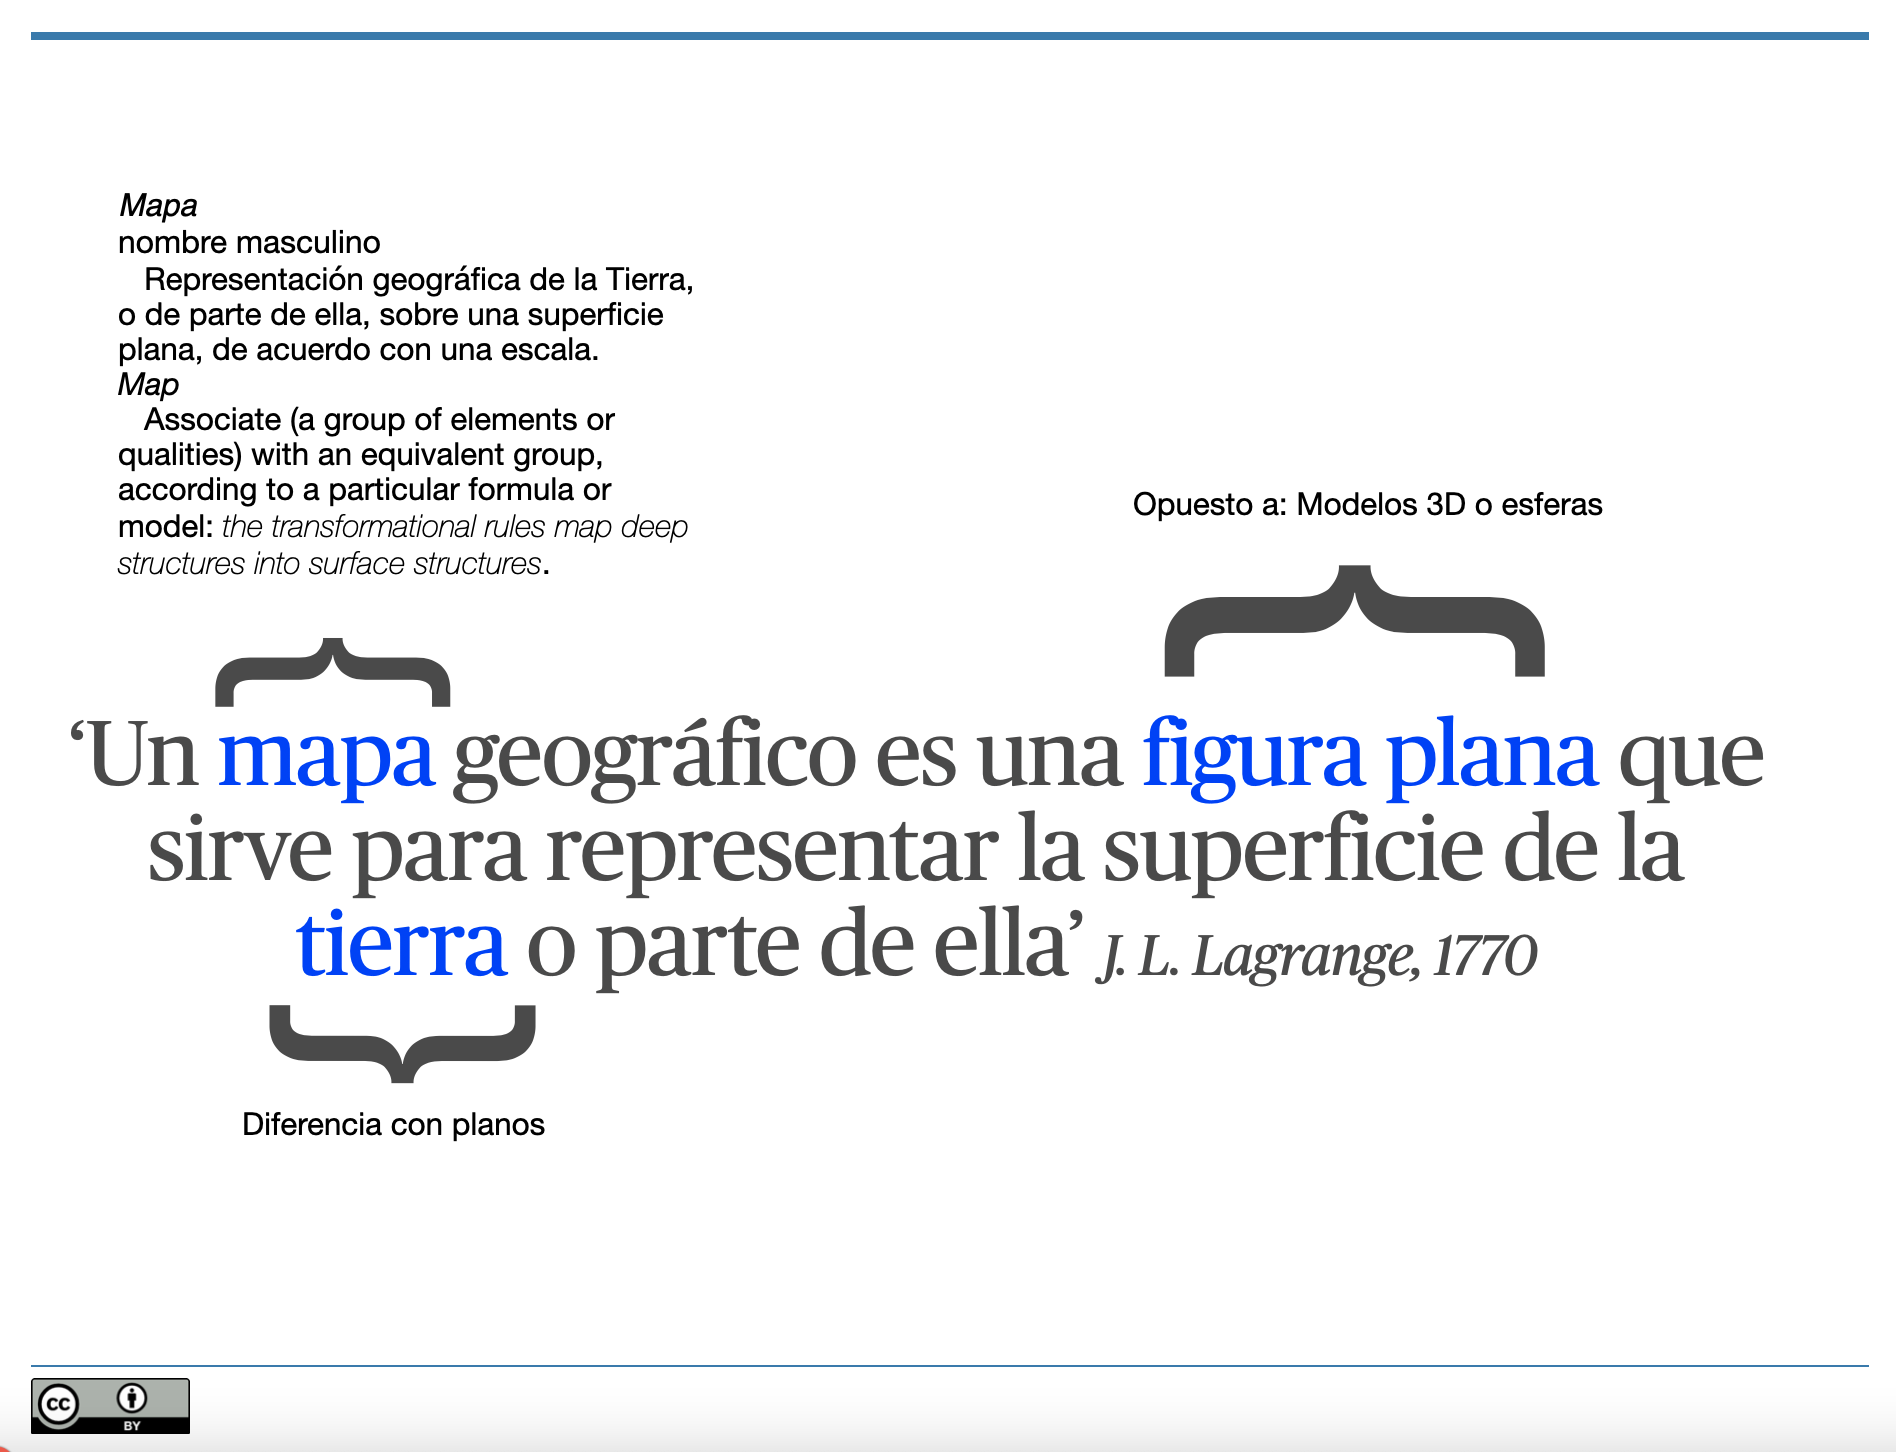 Mapa
nombre masculino
Representación geográfica de la Tierra,
o de parte de ella, sobre una superficie
plana, de acuerdo con una escala.
Map
Associate (a group of elements or
qualities) with an equivalent group,
according to a particular formula or
model: the transformational rules map deep
structures into surface structures.
Opuesto a: Modelos 3D o esferas
‘Un mapa geográfico es una figura plana que
sirve para representar la superficie de la
tierra o parte de ella’ J. L. Lagrange, 1770
Diferencia con planos
cc
BY